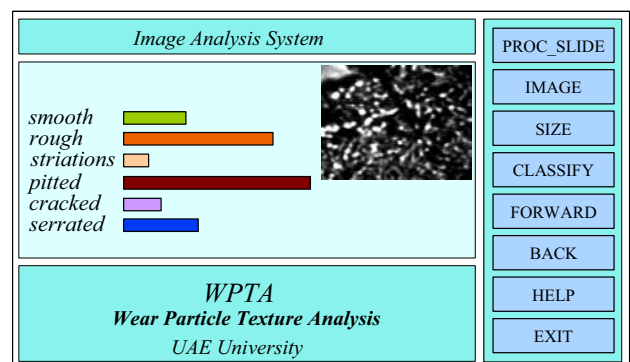 Image Analysis System
smooth
rough
striations
pitted
cracked
serrated
WPTA
Wear Particle Texture Analysis
UAE University
PROC_SLIDE
IMAGE
SIZE
CLASSIFY
FORWARD
BACK
HELP
EXIT